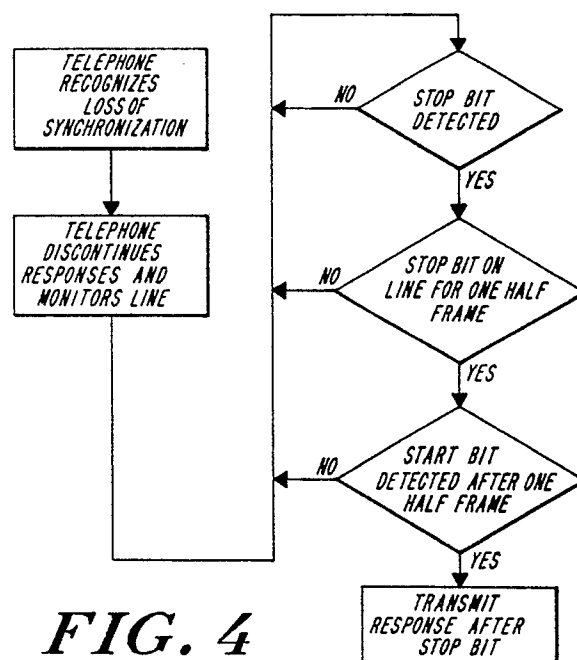 TELEPHONE
RECOGNIZES
LOSS OF
SYNCHRONIZATION
TELEPHONE
DISCONTINUES
RESPONSES AND
MONITORS LINE
STOP BIT
DETECTED
NO
YES
STOP BIT ON
LINE FOR ONE HALF
FRAME
NO
YES
START BIT
DETECTED AFTER ONE
HALF FRAME
NO
YES
TRANSMIT
RESPONSE AFTER
STOP BIT
FIG. 4